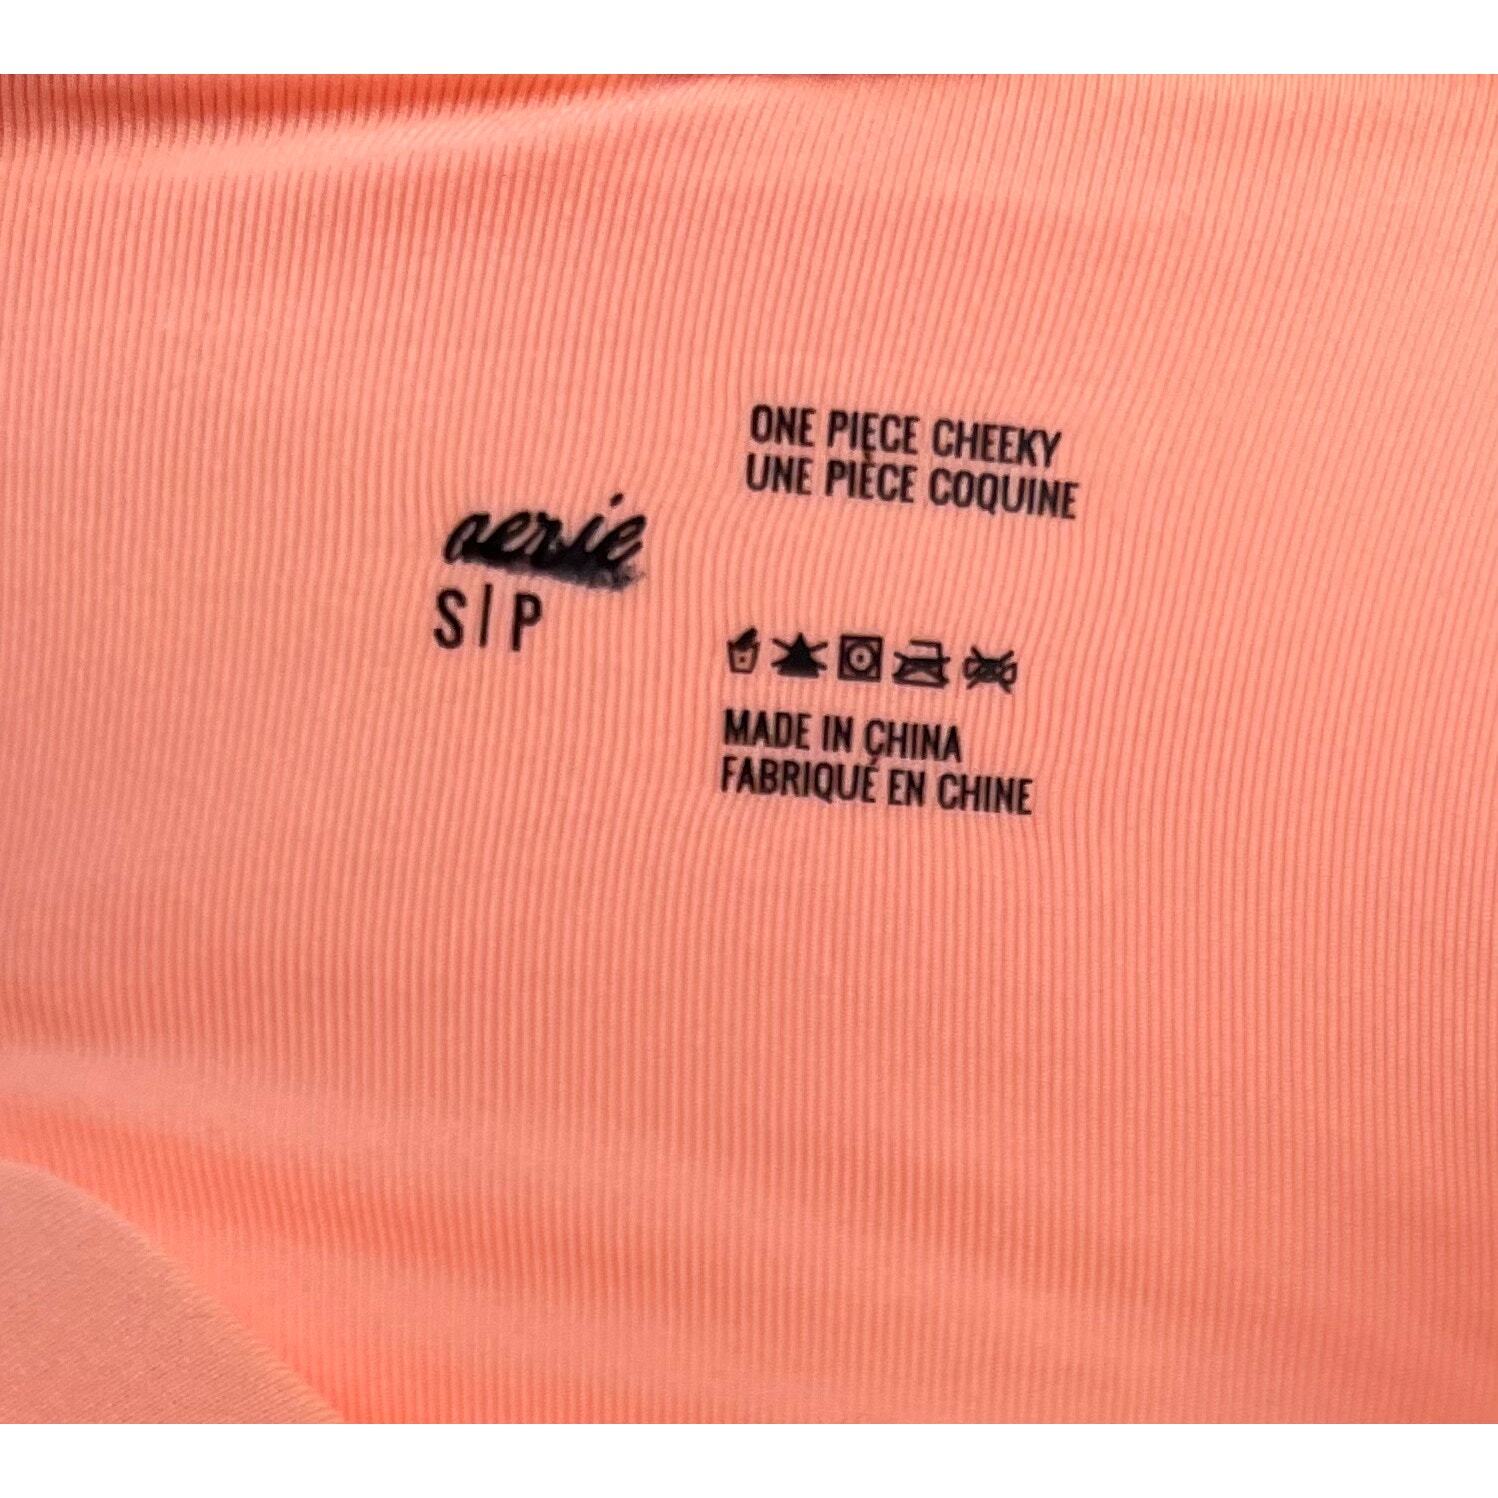 aerie
S|P
ONE PIECE CHEEKY
UNE PIÈCE COQUINE
MADE IN CHINA
FABRIQUÉ EN CHINE